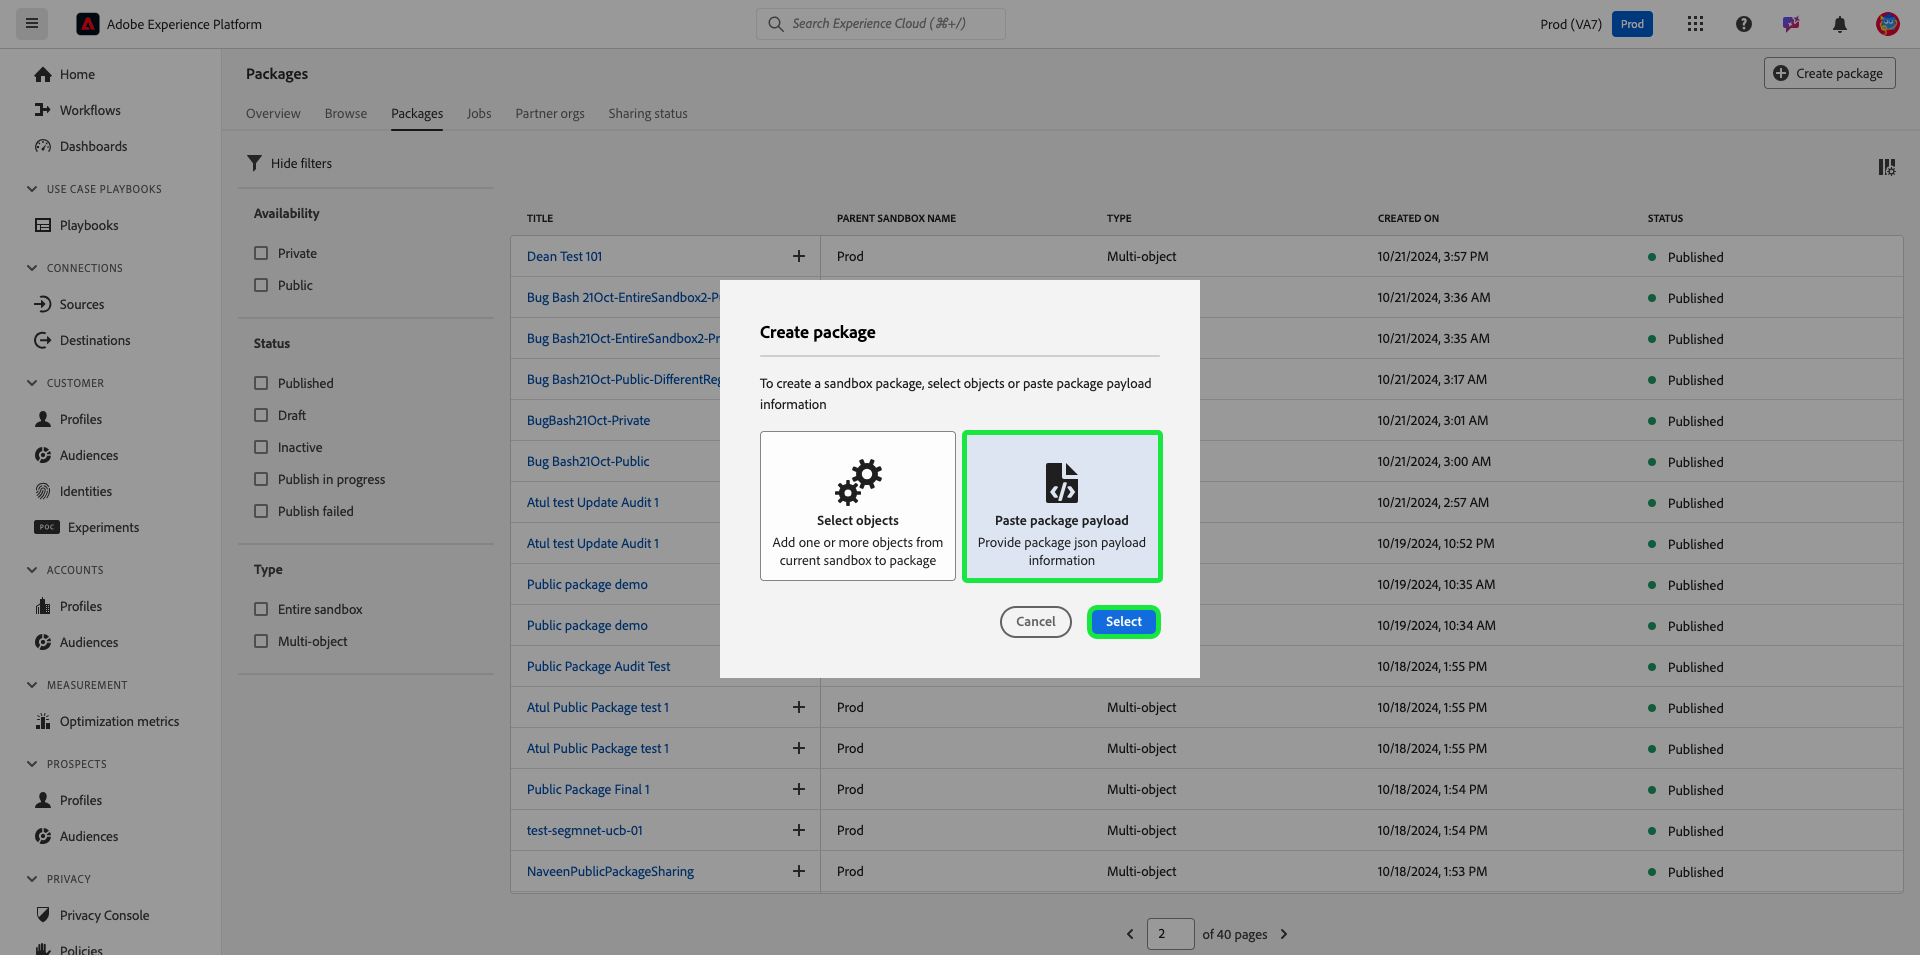 Adobe Experience Platform
Search Experience Cloud (⌘+/)
Prod (VA7)
Prod
Home
Workflows
Dashboards
USE CASE PLAYBOOKS
Playbooks
CONNECTIONS
Sources
Destinations
CUSTOMER
Profiles
Audiences
Identities
POC Experiments
ACCOUNTS
Profiles
Audiences
MEASUREMENT
Optimization metrics
PROSPECTS
Profiles
Audiences
PRIVACY
Privacy Console
Policies
Packages
Create package
Overview Browse Packages Jobs Partner orgs Sharing status
Hide filters
Availability
Private
Public
Status
Published
Draft
Inactive
Publish in progress
Publish failed
Type
Entire sandbox
Multi-object
TITLE PARENT SANDBOX NAME TYPE CREATED ON STATUS
Dean Test 101 Prod Multi-object 10/21/2024, 3:57 PM Published
Bug Bash 21Oct-EntireSandbox2-P 10/21/2024, 3:36 AM Published
Bug Bash21Oct-EntireSandbox2-Pr 10/21/2024, 3:35 AM Published
Bug Bash21Oct-Public-DifferentReg 10/21/2024, 3:17 AM Published
BugBash21Oct-Private 10/21/2024, 3:01 AM Published
Bug Bash21Oct-Public 10/21/2024, 3:00 AM Published
Atul test Update Audit 1 10/21/2024, 2:57 AM Published
Atul test Update Audit 1 10/19/2024, 10:52 PM Published
Public package demo 10/19/2024, 10:35 AM Published
Public package demo 10/19/2024, 10:34 AM Published
Public Package Audit Test 10/18/2024, 1:55 PM Published
Atul Public Package test 1 Prod Multi-object 10/18/2024, 1:55 PM Published
Atul Public Package test 1 Prod Multi-object 10/18/2024, 1:55 PM Published
Public Package Final 1 Prod Multi-object 10/18/2024, 1:54 PM Published
test-segmnet-ucb-01 Prod Multi-object 10/18/2024, 1:54 PM Published
NaveenPublicPackageSharing Prod Multi-object 10/18/2024, 1:53 PM Published
2 of 40 pages
Create package
To create a sandbox package, select objects or paste package payload
information
Select objects
Add one or more objects from
current sandbox to package
Paste package payload
Provide package json payload
information
Cancel
Select